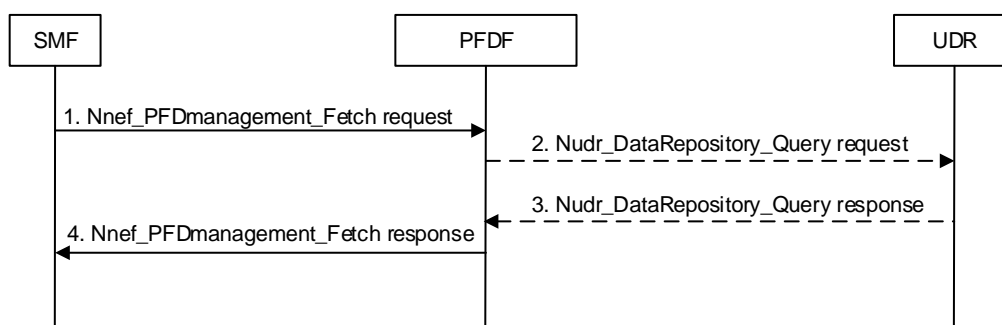 SMF
PFDF
UDR
1. Nnef_PFDmanagement_Fetch request
2. Nudr_DataRepository_Query request
3. Nudr_DataRepository_Query response
4. Nnef_PFDmanagement_Fetch response